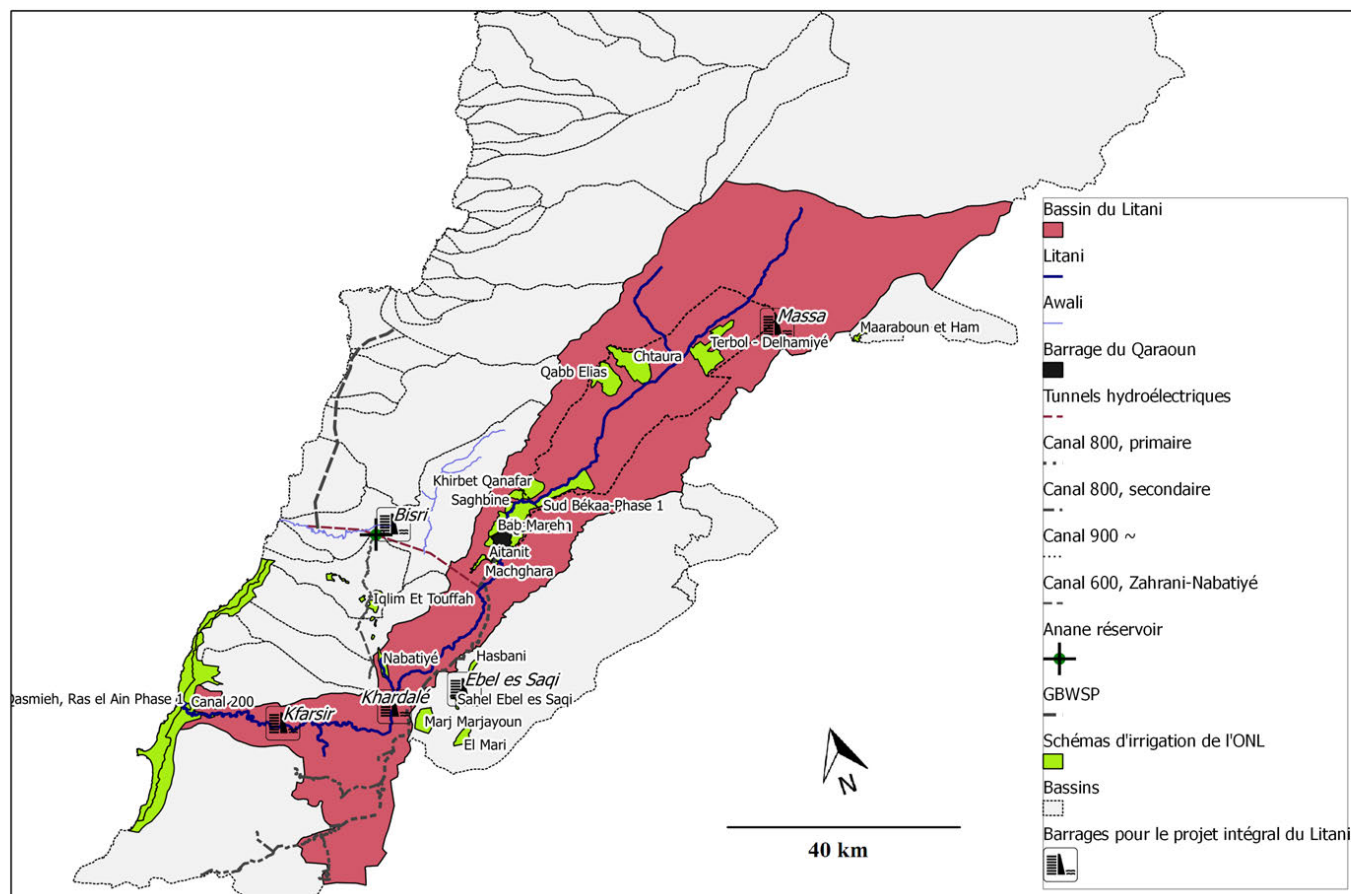 Massa
Maaraboun et Ham
Terbol - Delhamiyé
Chtaura
Qabb Elias
Khirbet Qanafar
Saghbine
Sud Békaa-Phase 1
Bisri
Bab-Mareh1
Aitanit
Machghara
Iqlim Et Touffah
Nabatiyé
Hasbani
Ebel es Saqi
Sahel Ebel es Saqi
Khardalé
Qasmieh, Ras el Ain Phase 1
Canal 200
Kfarsir
Marj Marjayoun
El Mari
N
40 km
Bassin du Litani
Litani
Awali
Barrage du Qaraoun
Tunnels hydroélectriques
Canal 800, primaire
Canal 800, secondaire
Canal 900 ~
Canal 600, Zahrani-Nabatiyé
Anane réservoir
GBWSP
Schémas d'irrigation de l'ONL
Bassins
Barrages pour le projet intégral du Litani